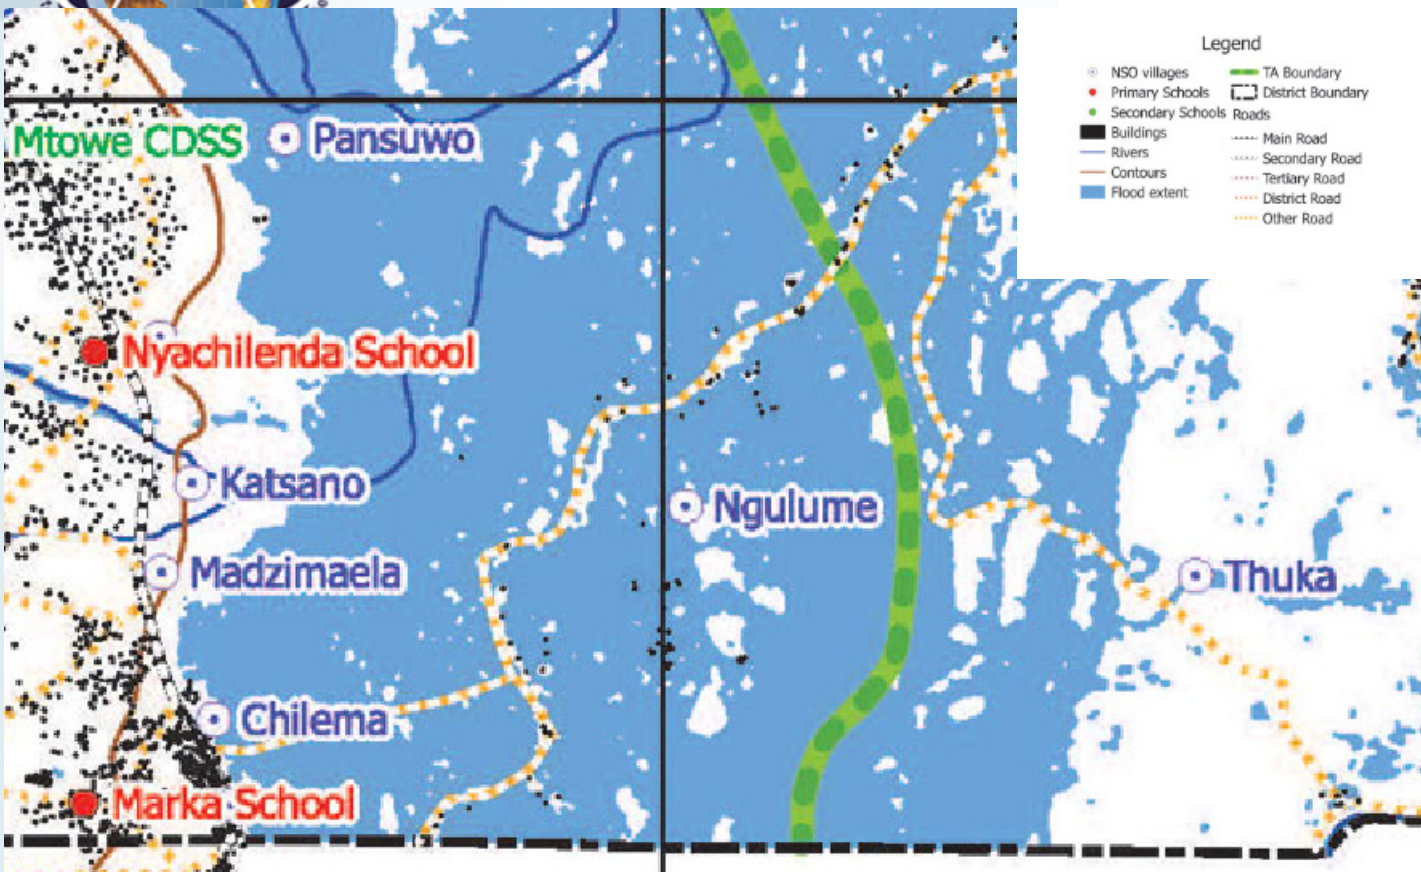 Legend
NSO villages
Primary Schools
Secondary Schools
Buildings
Rivers
Contours
Flood extent
TA Boundary
District Boundary
Roads
Main Road
Secondary Road
Tertiary Road
District Road
Other Road
Mtowe CDSS
Pansuwo
Nyachilenda School
Katsano
Ngulume
Madzimaela
Thuka
Chilema
Marka School